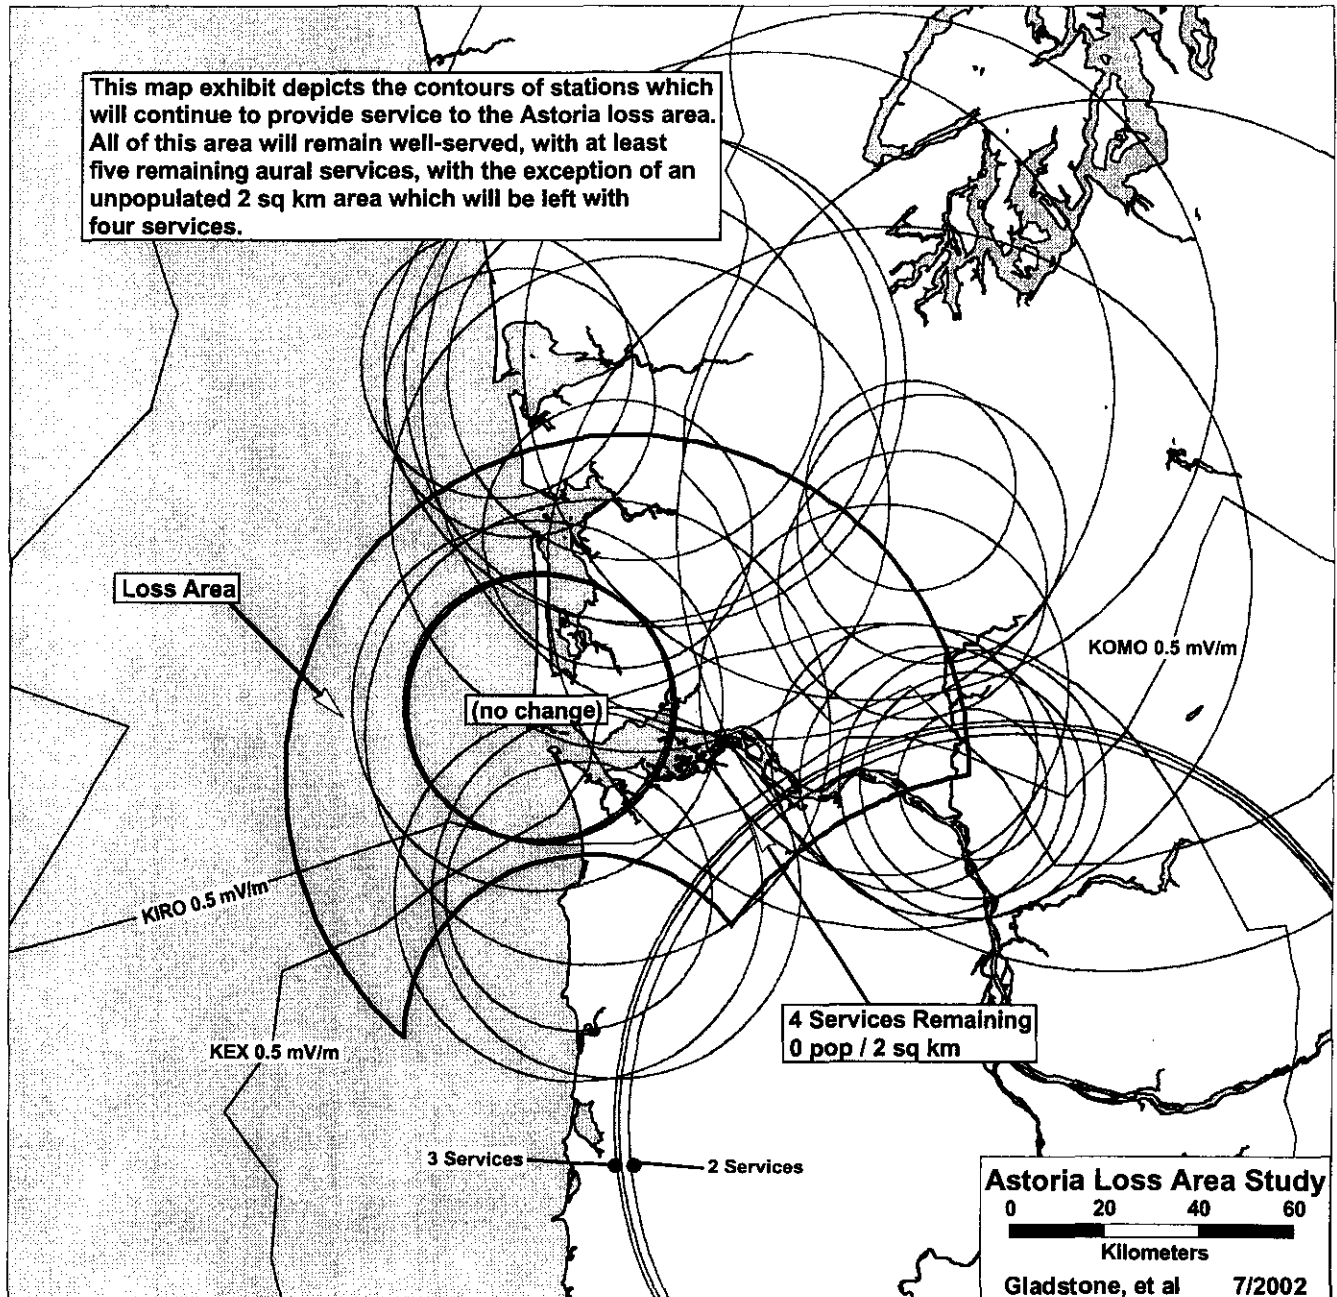 This map exhibit depicts the contours of stations which
will continue to provide service to the Astoria loss area.
All of this area will remain well-served, with at least
five remaining aural services, with the exception of an
unpopulated 2 sq km area which will be left with
four services.
Loss Area
KOMO 0.5 mV/m
(no change)
KIRO 0.5 mV/m
4 Services Remaining
0 pop / 2 sq km
KEX 0.5 mV/m
3 Services
2 Services
Astoria Loss Area Study
0 20 40 60
Kilometers
Gladstone, et al 7/2002